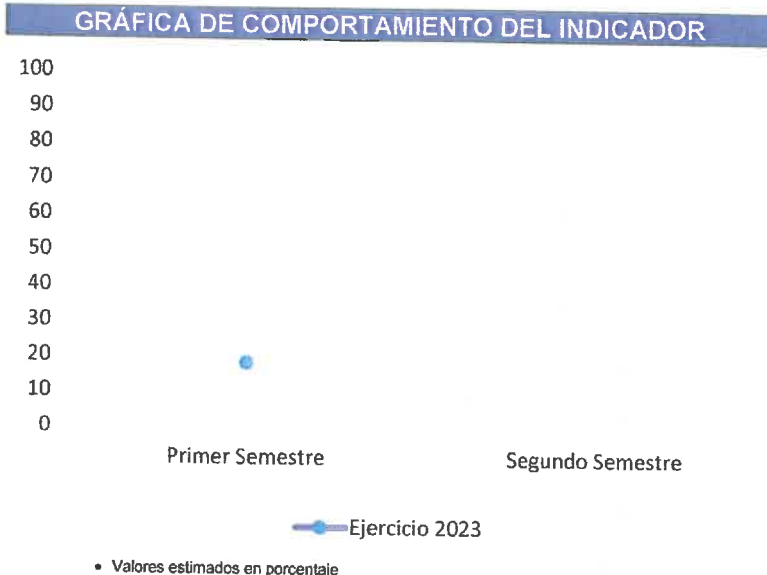 GRÁFICA DE COMPORTAMIENTO DEL INDICADOR
100
90
80
70
60
50
40
30
20
10
0
Primer Semestre
Segundo Semestre
Ejercicio 2023
• Valores estimados en porcentaje